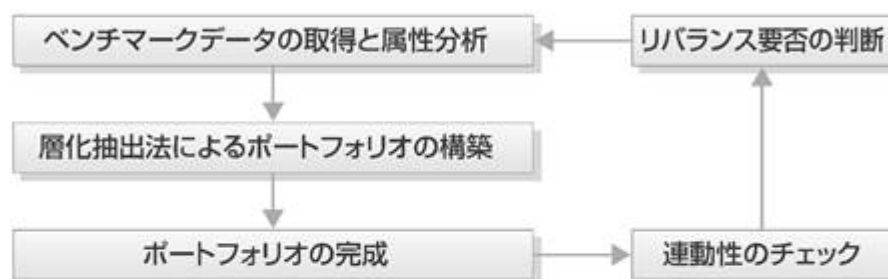 ベンチマークデータの取得と属性分析
リバランス要否の判断
層化抽出法によるポートフォリオの構築
ポートフォリオの完成
連動性のチェック